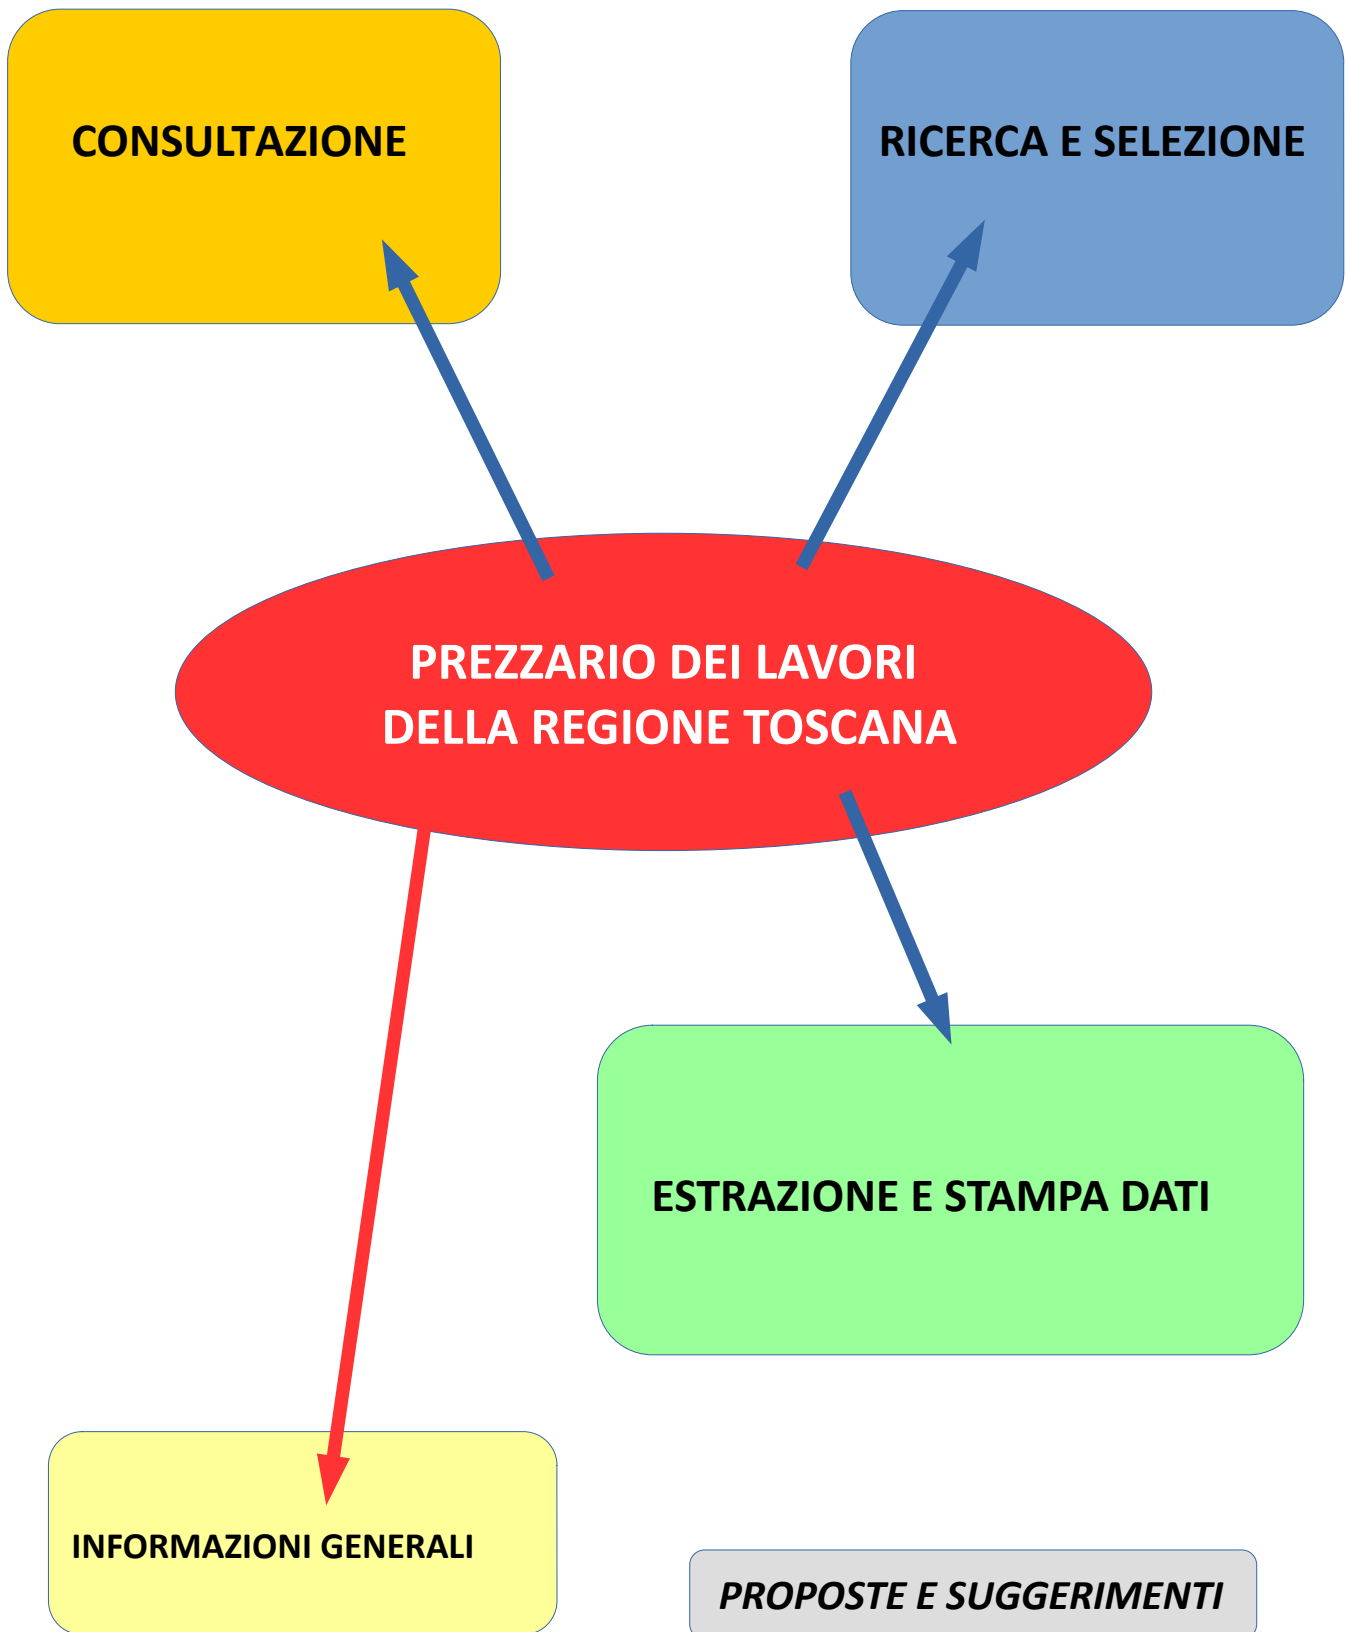 CONSULTAZIONE
RICERCA E SELEZIONE
PREZZARIO DEI LAVORI
DELLA REGIONE TOSCANA
ESTRAZIONE E STAMPA DATI
INFORMAZIONI GENERALI
PROPOSTE E SUGGERIMENTI